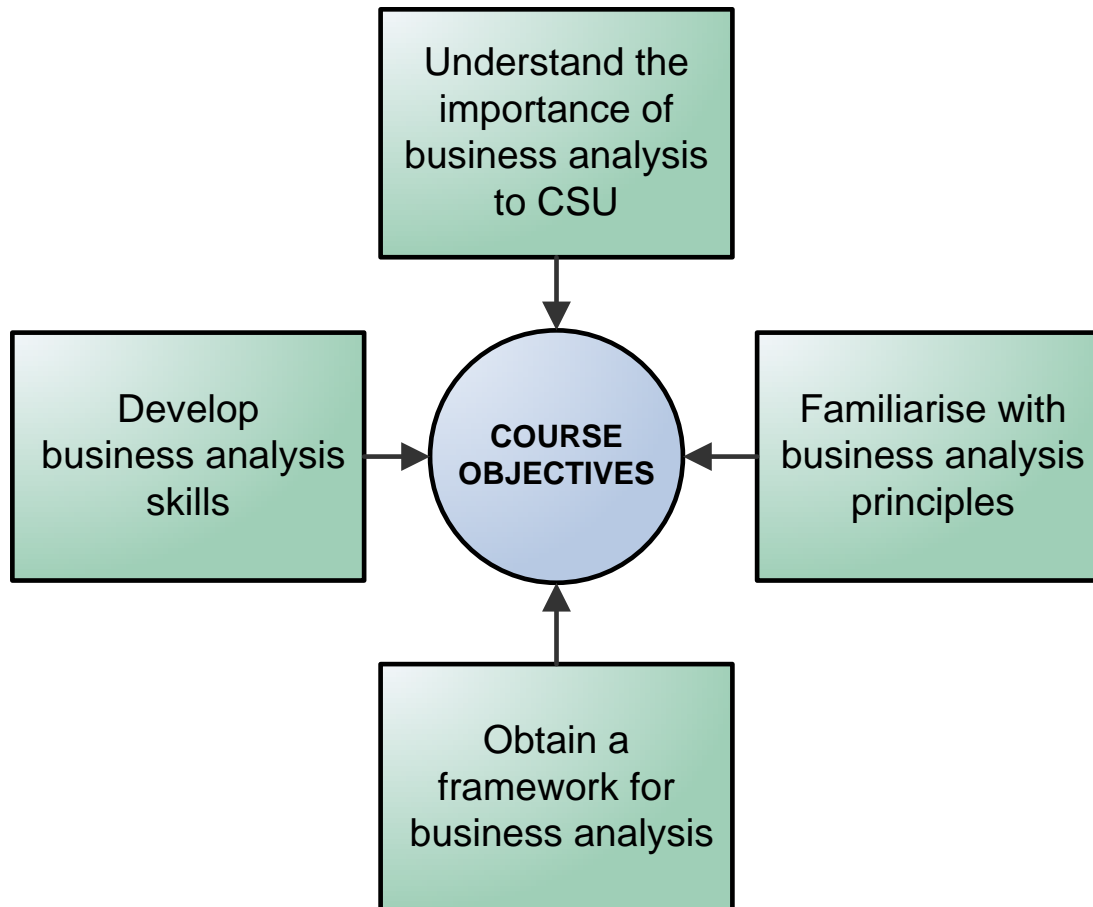 Understand the
importance of
business analysis
to CSU
Develop
business analysis
skills
COURSE
OBJECTIVES
Familiarise with
business analysis
principles
Obtain a
framework for
business analysis